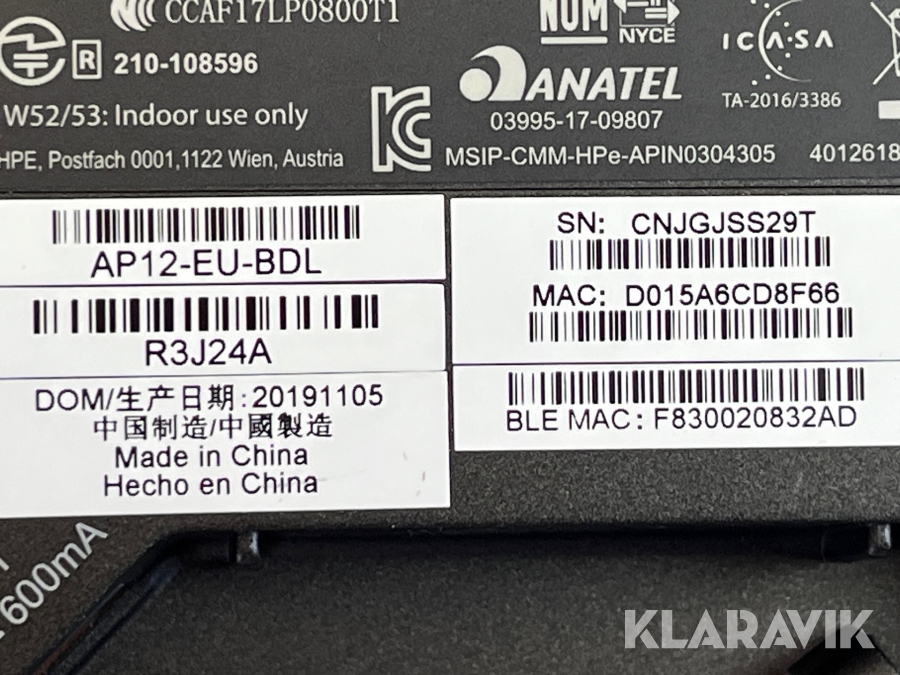 CCAF17LP0800T1
NOM
NYCE
ICASA
TA-2016/3386
R 210-108596
ANATEL
03995-17-09807
W52/53: Indoor use only
HPE, Postfach 0001,1122 Wien, Austria
MSIP-CMM-HPe-APIN0304305
4012618
AP12-EU-BDL
R3J24A
DOM/生产日期:20191105
中国制造/中國製造
Made in China
Hecho en China
SN: CNJGJSS29T
MAC: D015A6CD8F66
BLE MAC: F830020832AD
600mA
KLARAVIK